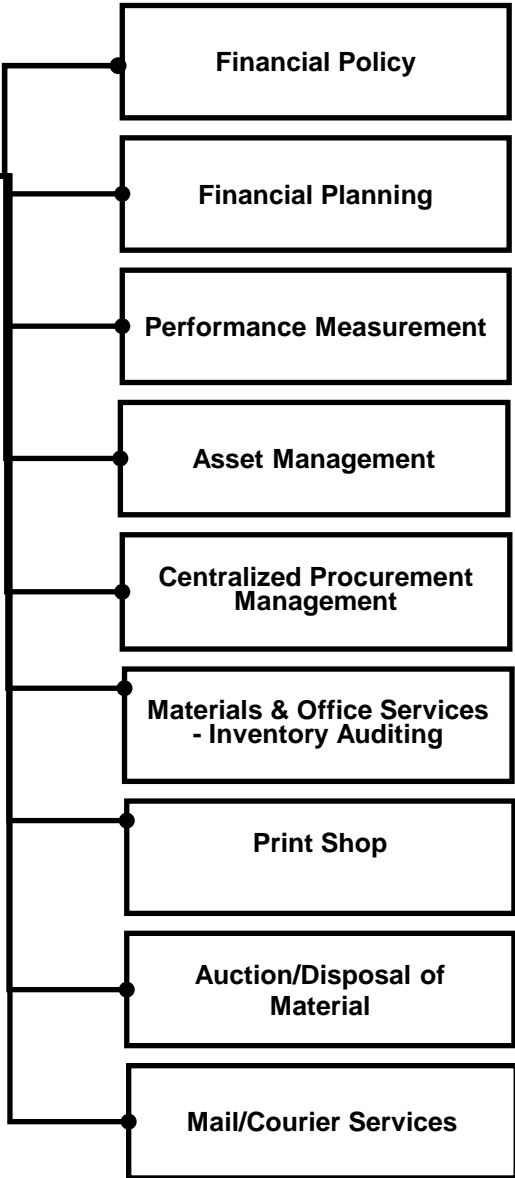 Financial Policy
Financial Planning
Performance Measurement
Asset Management
Centralized Procurement
Management
Materials & Office Services
- Inventory Auditing
Print Shop
Auction/Disposal of
Material
Mail/Courier Services